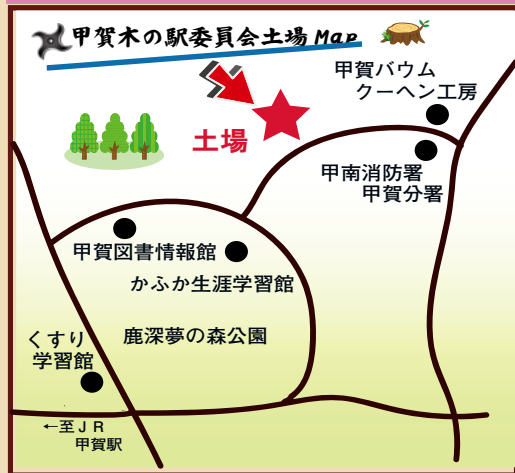 甲賀木の駅委員会土場 Map
甲賀バウム
クーヘン工房
土場
甲南消防署
甲賀分署
甲賀図書情報館
かふか生涯学習館
鹿深夢の森公園
くすり
学習館
←至ＪＲ
甲賀駅